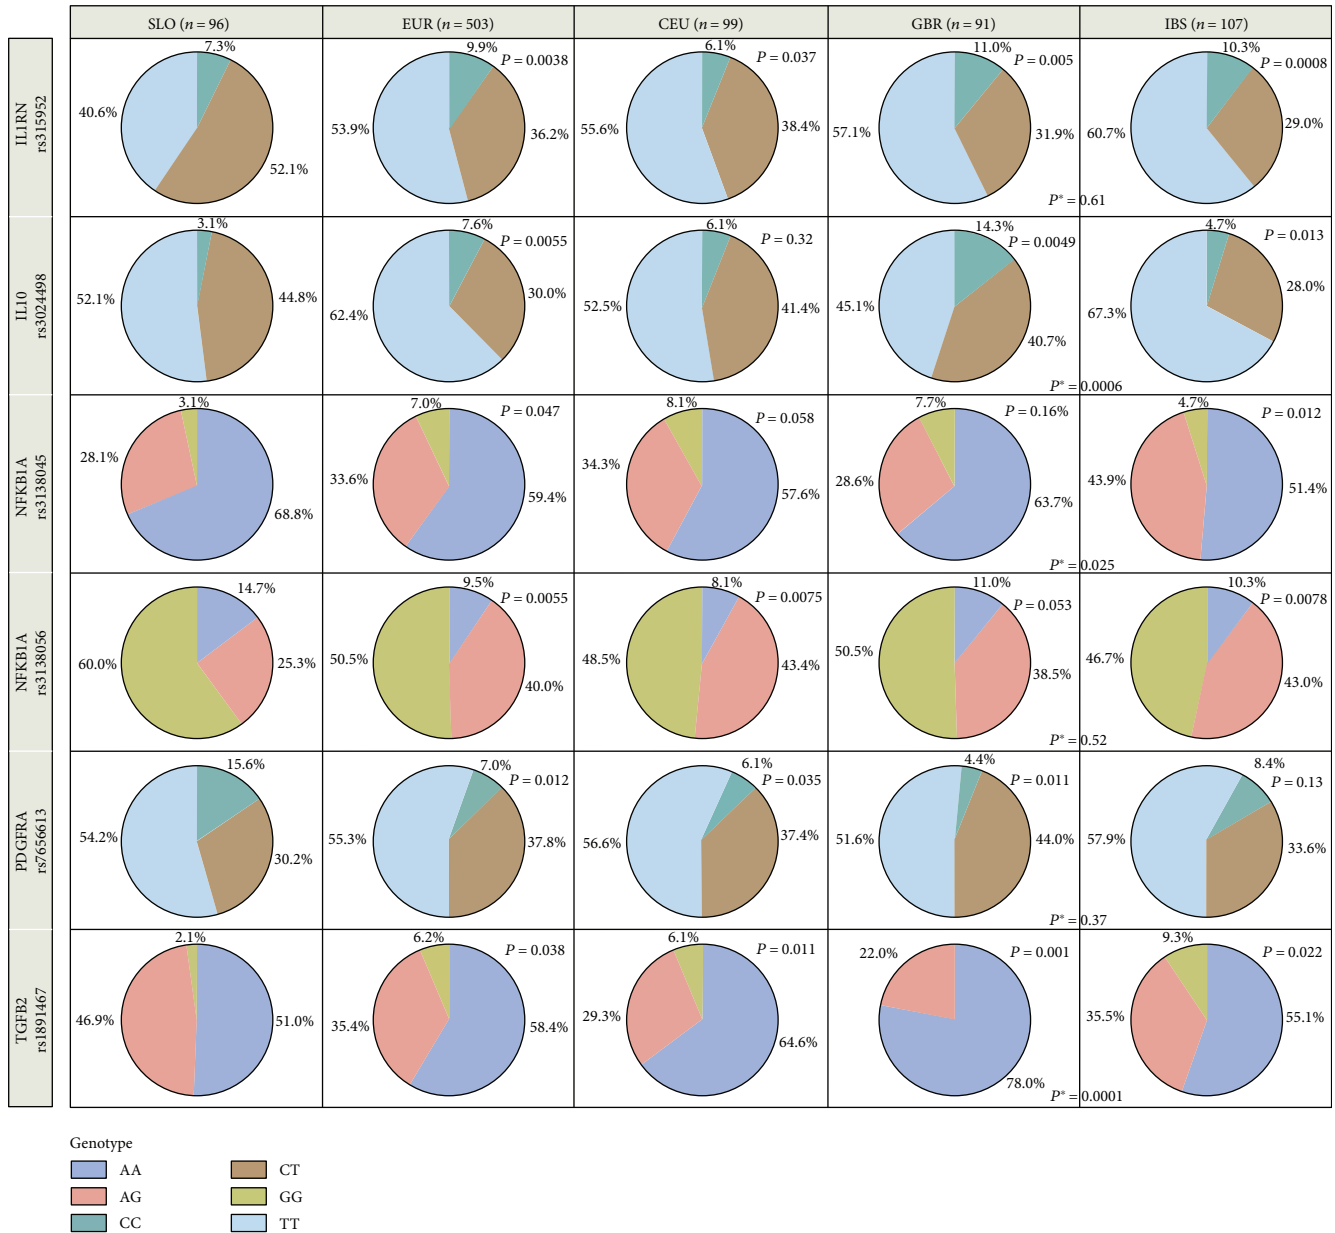 SLO (n = 96)
EUR (n = 503)
CEU (n = 99)
GBR (n = 91)
IBS (n = 107)
IL1RN
rs315952
7.3%
40.6%
52.1%
9.9%
P = 0.0038
53.9%
36.2%
6.1%
P = 0.037
55.6%
38.4%
11.0%
P = 0.005
57.1%
31.9%
P* = 0.61
10.3%
P = 0.0008
60.7%
29.0%
IL10
rs3024498
3.1%
52.1%
44.8%
7.6%
P = 0.0055
62.4%
30.0%
6.1%
P = 0.32
52.5%
41.4%
14.3%
P = 0.0049
45.1%
40.7%
P* = 0.0006
4.7%
P = 0.013
67.3%
28.0%
NFKB1A
rs3138045
3.1%
28.1%
68.8%
7.0%
P = 0.047
33.6%
59.4%
8.1%
P = 0.058
34.3%
57.6%
7.7%
P = 0.16%
28.6%
63.7%
P* = 0.025
4.7%
P = 0.012
43.9%
51.4%
NFKB1A
rs3138056
14.7%
60.0%
25.3%
9.5%
P = 0.0055
50.5%
40.0%
8.1%
P = 0.0075
48.5%
43.4%
11.0%
P = 0.053
50.5%
38.5%
P* = 0.52
10.3%
P = 0.0078
46.7%
43.0%
PDGFRA
rs7656613
15.6%
54.2%
30.2%
7.0%
P = 0.012
55.3%
37.8%
6.1%
P = 0.035
56.6%
37.4%
4.4%
P = 0.011
51.6%
44.0%
P* = 0.37
8.4%
P = 0.13
57.9%
33.6%
TGFB2
rs1891467
2.1%
46.9%
51.0%
6.2%
P = 0.038
35.4%
58.4%
6.1%
P = 0.011
29.3%
64.6%
22.0%
P = 0.001
78.0%
P* = 0.0001
9.3%
P = 0.022
35.5%
55.1%
Genotype
AA
CT
AG
GG
CC
TT